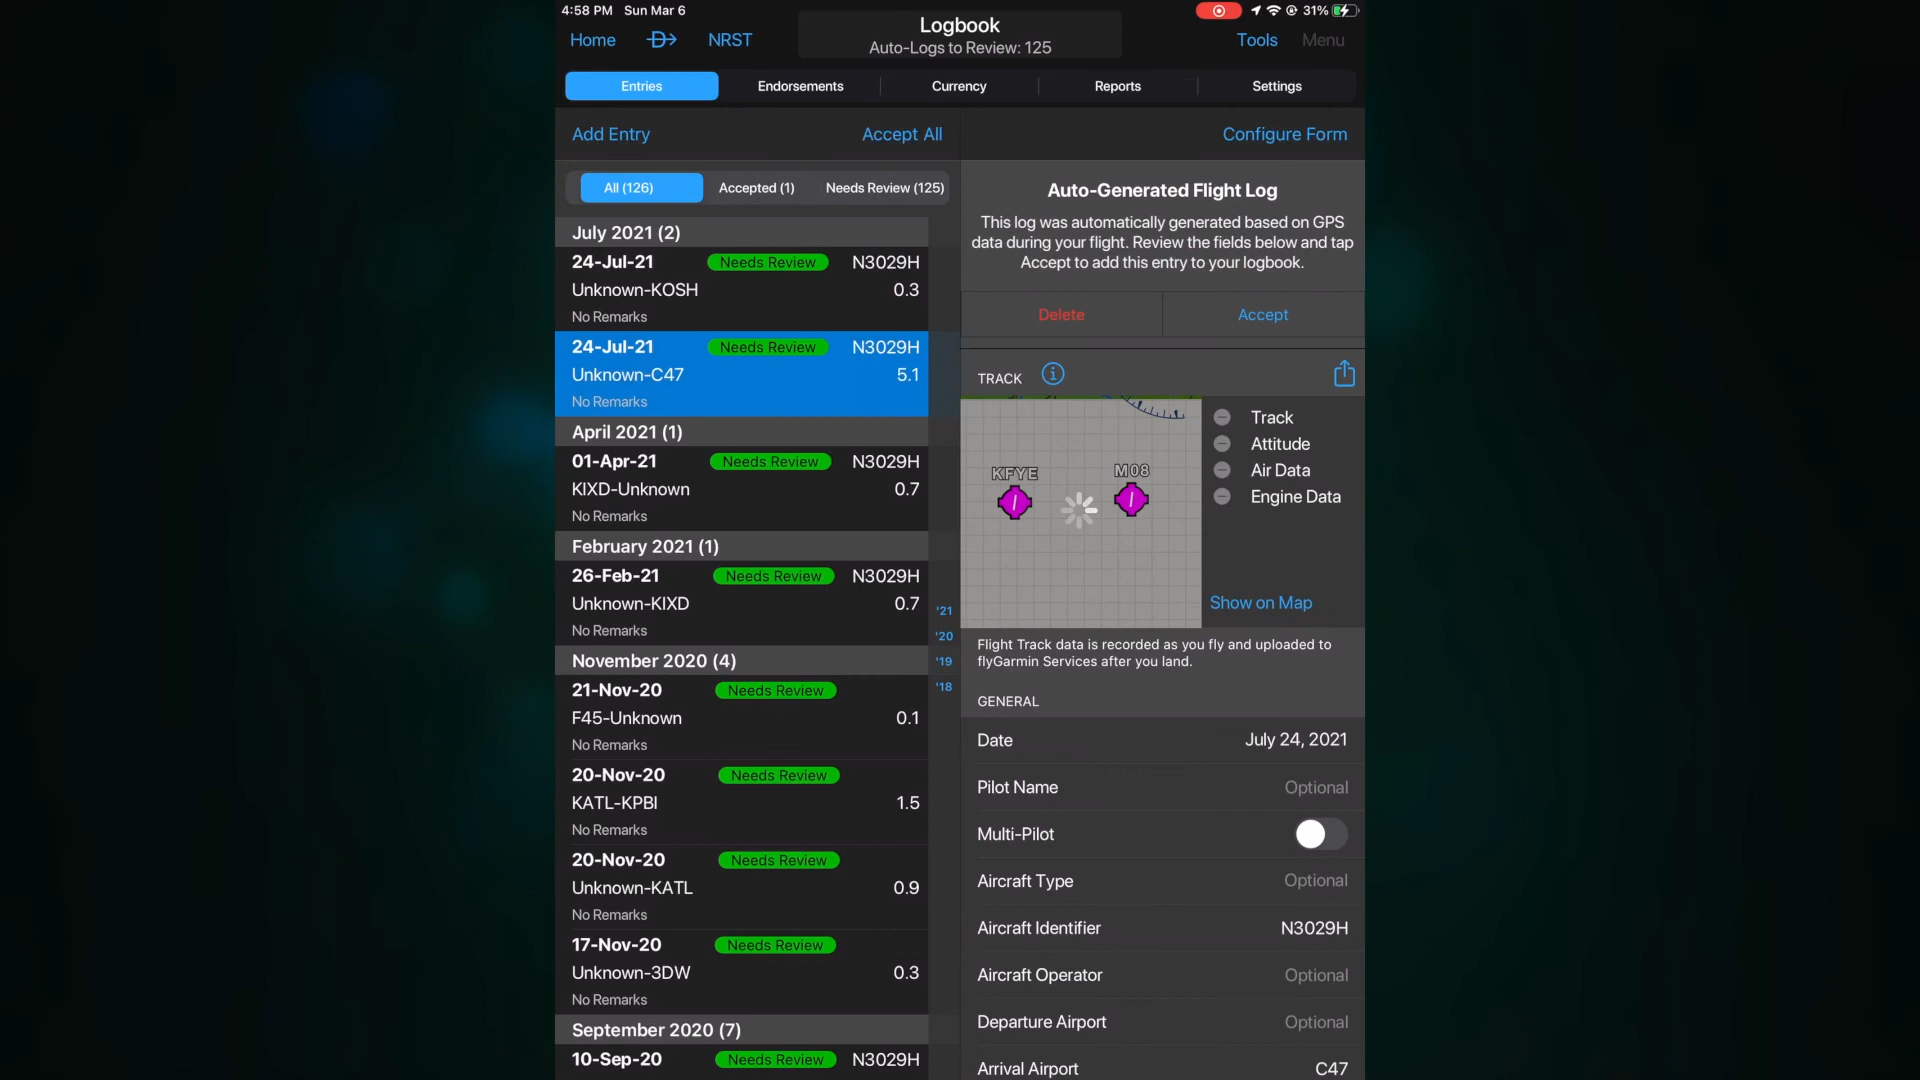 4:58 PM Sun Mar 6
31%
Home
NRST
Logbook
Auto-Logs to Review: 125
Tools
Menu
Entries
Endorsements
Currency
Reports
Settings
Add Entry
Accept All
Configure Form
All (126)
Accepted (1)
Needs Review (125)
July 2021 (2)
24-Jul-21 Needs Review N3029H
Unknown-KOSH 0.3
No Remarks
24-Jul-21 Needs Review N3029H
Unknown-C47 5.1
No Remarks
April 2021 (1)
01-Apr-21 Needs Review N3029H
KIXD-Unknown 0.7
No Remarks
February 2021 (1)
26-Feb-21 Needs Review N3029H
Unknown-KIXD 0.7
No Remarks
November 2020 (4)
21-Nov-20 Needs Review
F45-Unknown 0.1
No Remarks
20-Nov-20 Needs Review
KATL-KPBI 1.5
No Remarks
20-Nov-20 Needs Review
Unknown-KATL 0.9
No Remarks
17-Nov-20 Needs Review
Unknown-3DW 0.3
No Remarks
September 2020 (7)
10-Sep-20 Needs Review N3029H
'21
'20
'19
'18
Auto-Generated Flight Log
This log was automatically generated based on GPS
data during your flight. Review the fields below and tap
Accept to add this entry to your logbook.
Delete
Accept
TRACK
KFYE
M08
Track
Attitude
Air Data
Engine Data
Show on Map
Flight Track data is recorded as you fly and uploaded to
flyGarmin Services after you land.
GENERAL
Date July 24, 2021
Pilot Name Optional
Multi-Pilot
Aircraft Type Optional
Aircraft Identifier N3029H
Aircraft Operator Optional
Departure Airport Optional
Arrival Airport C47